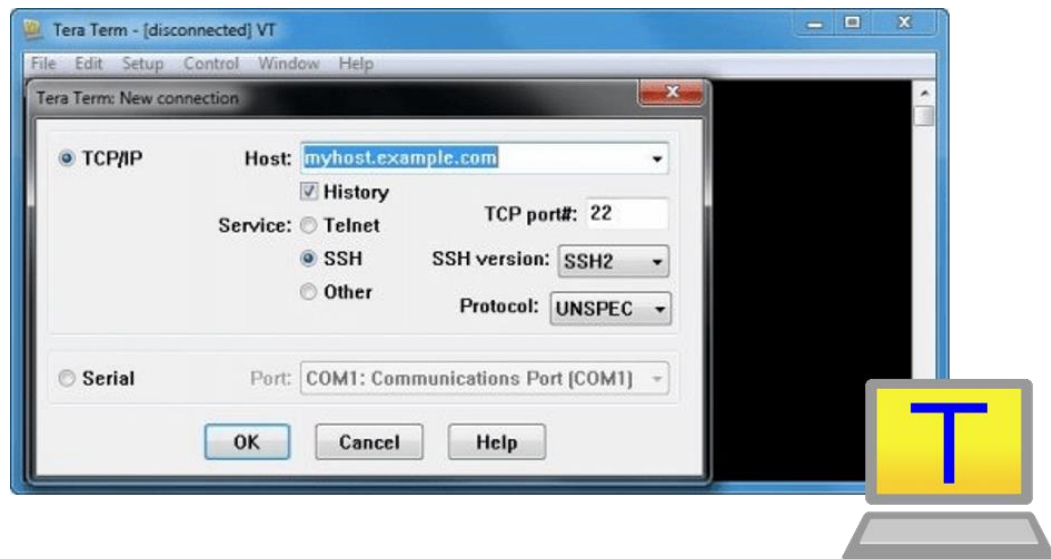 Tera Term - [disconnected] VT
File Edit Setup Control Window Help
Tera Term: New connection
TCP/IP Host: myhost.example.com
History
Service: Telnet TCP port#: 22
SSH SSH version: SSH2
Other Protocol: UNSPEC
Serial Port: COM1: Communications Port (COM1)
OK Cancel Help
T